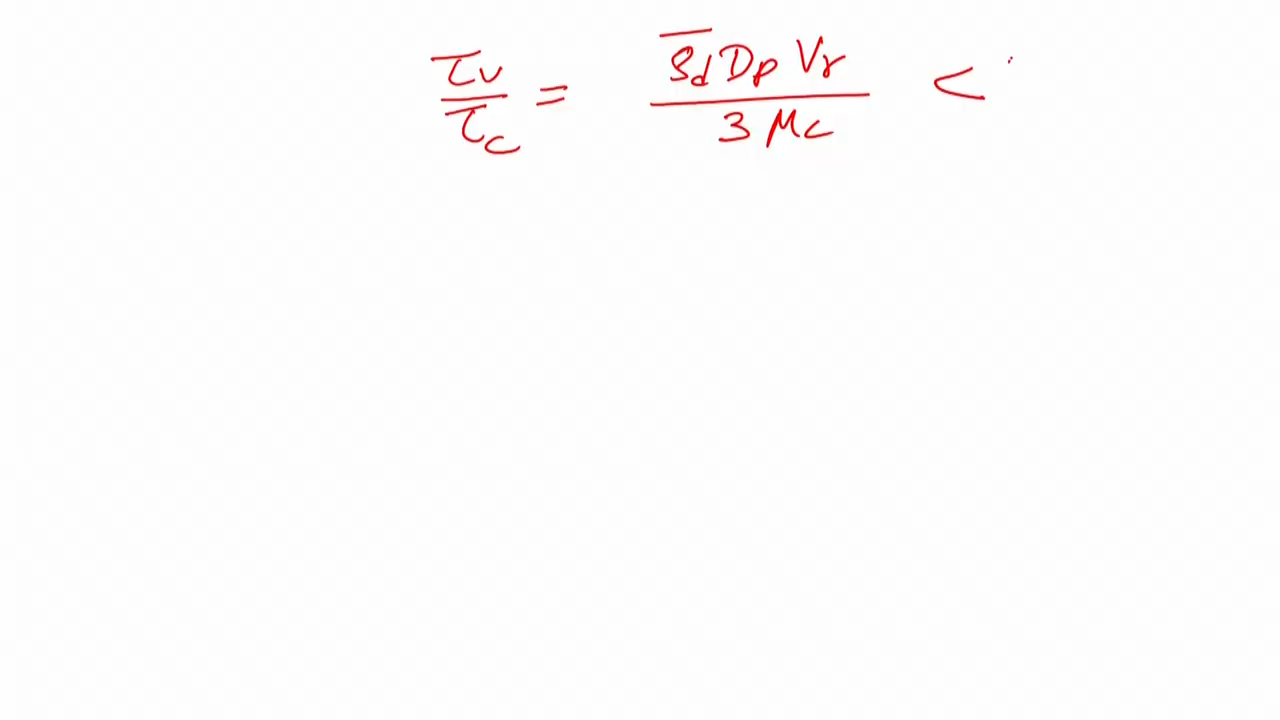 τv/τc = ρ̅d Dp Vr / 3 μc <